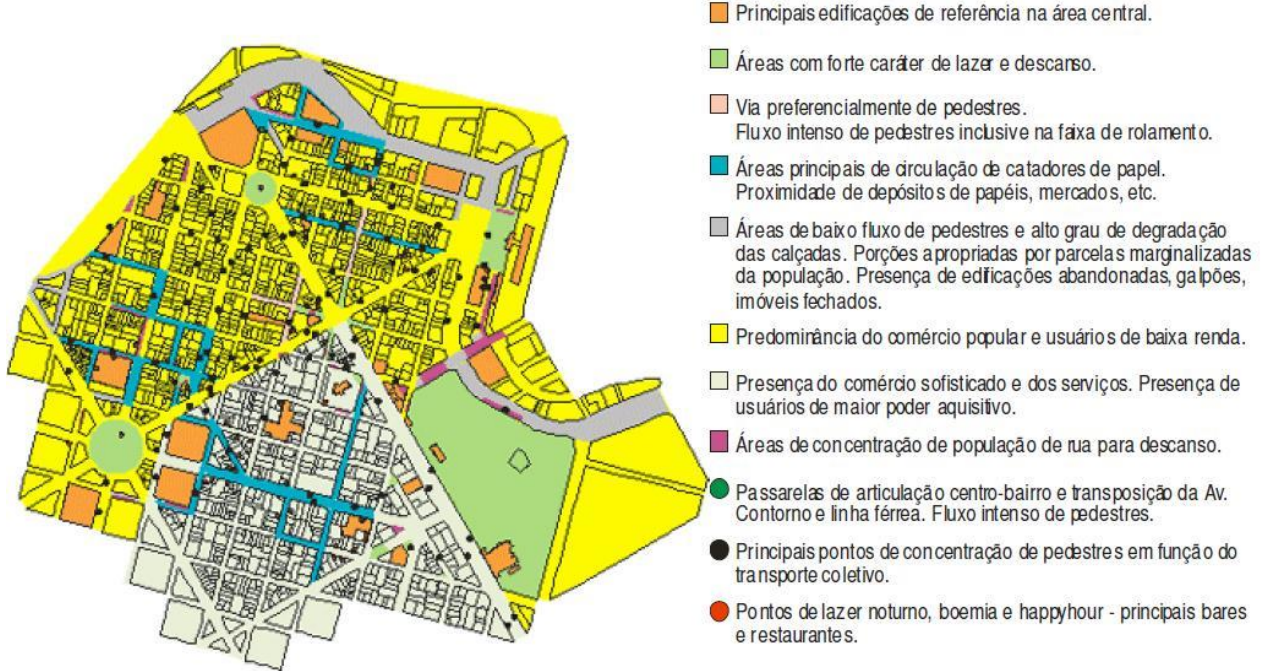 Principais edificações de referência na área central.
Áreas com forte caráter de lazer e descanso.
Via preferencialmente de pedestres.
Fluxo intenso de pedestres inclusive na faixa de rolamento.
Áreas principais de circulação de catadores de papel.
Proximidade de depósitos de papéis, mercados, etc.
Áreas de baixo fluxo de pedestres e alto grau de degradação
das calçadas. Porções apropriadas por parcelas marginalizadas
da população. Presença de edificações abandonadas, galpões,
imóveis fechados.
Predominância do comércio popular e usuários de baixa renda.
Presença do comércio sofisticado e dos serviços. Presença de
usuários de maior poder aquisitivo.
Áreas de concentração de população de rua para descanso.
Passarelas de articulação centro-bairro e transposição da Av.
Contorno e linha férrea. Fluxo intenso de pedestres.
Principais pontos de concentração de pedestres em função do
transporte coletivo.
Pontos de lazer noturno, boemia e happyhour - principais bares
e restaurantes.